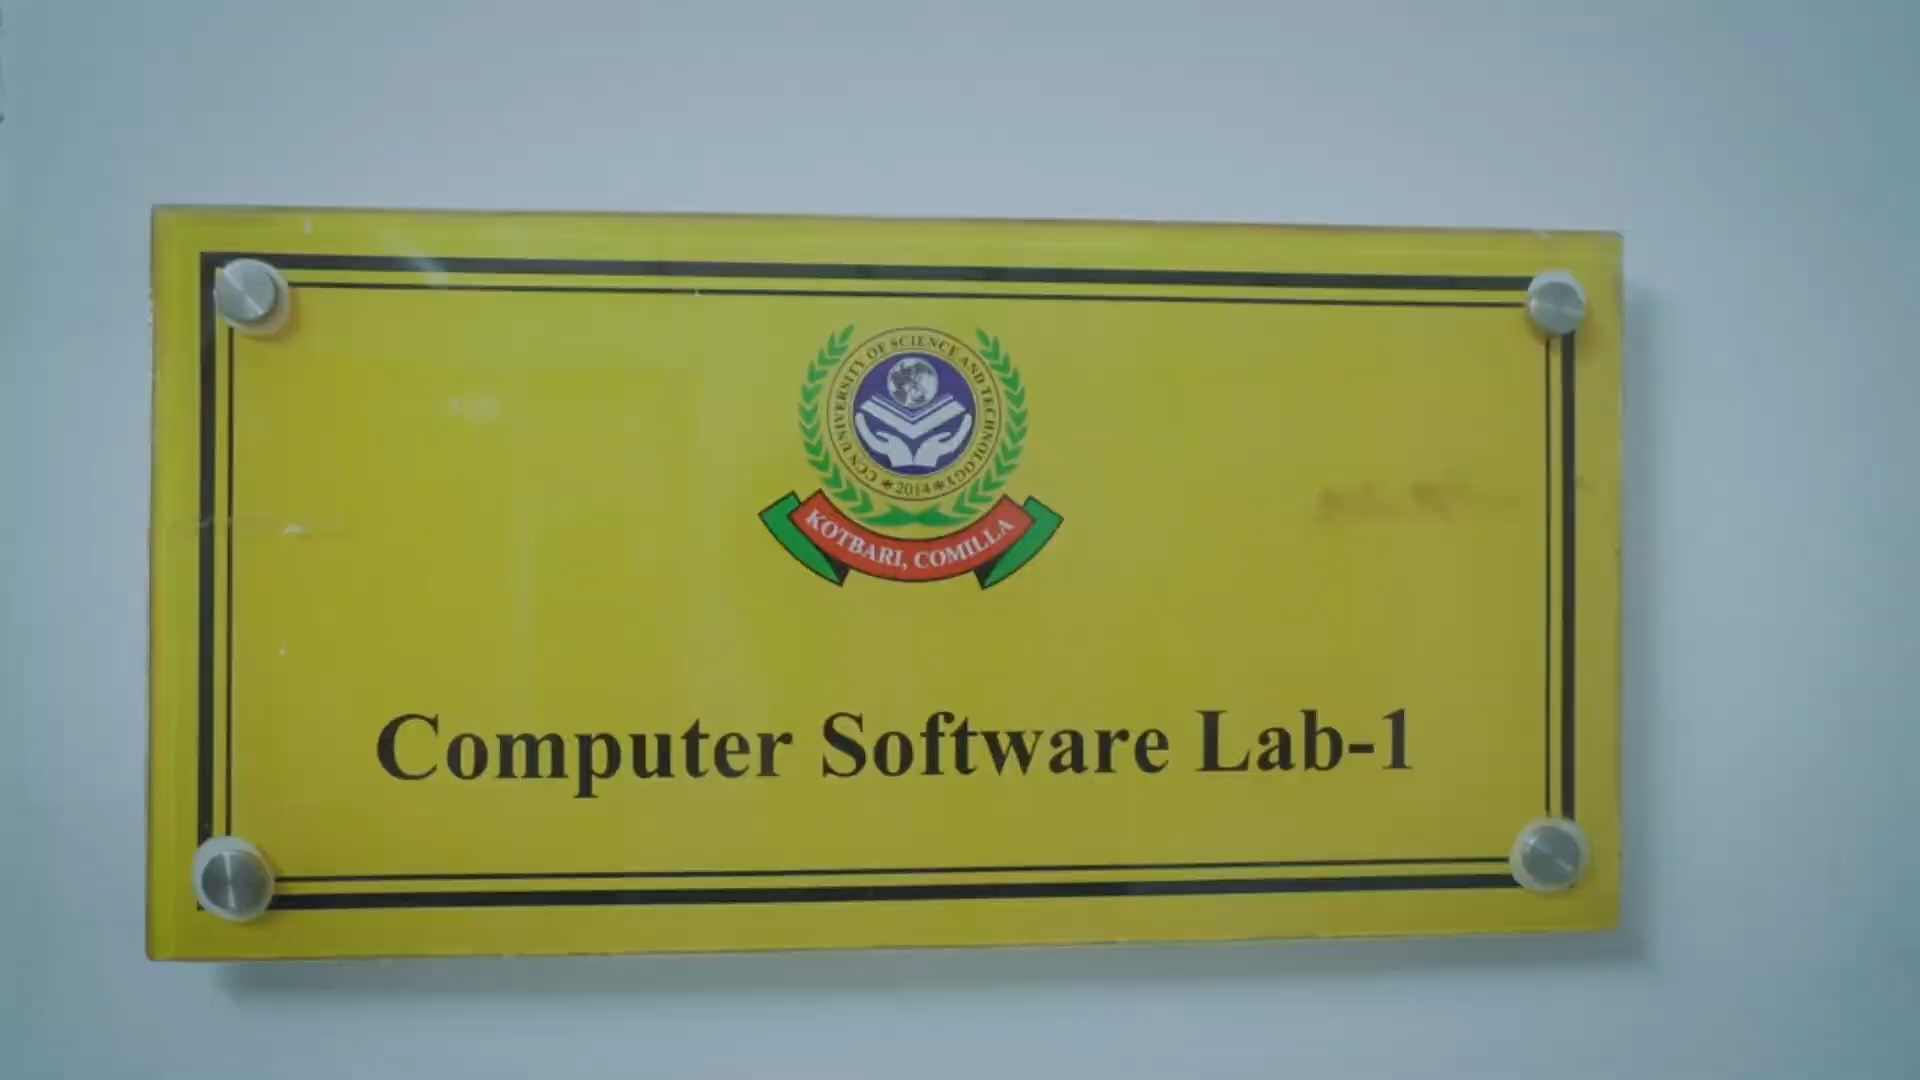 CCN UNIVERSITY OF SCIENCE AND TECHNOLOGY
* 2014 *
KOTBARI, COMILLA
Computer Software Lab-1